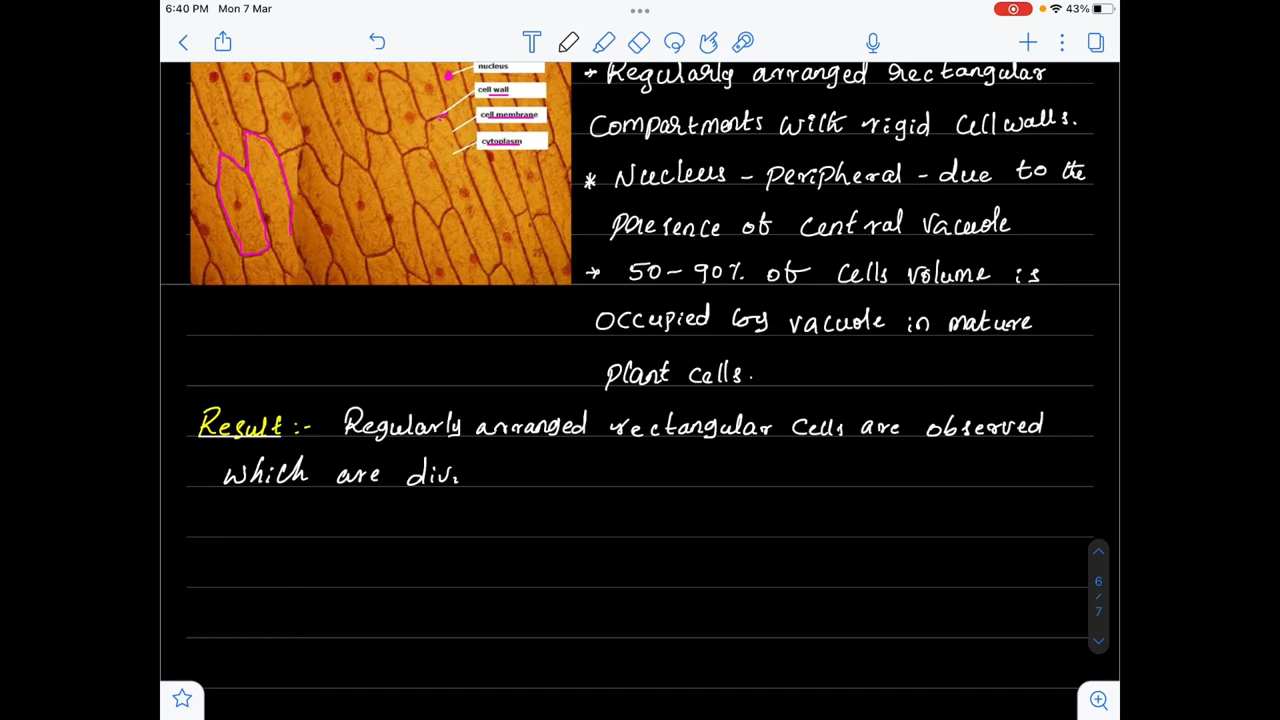 6:40 PM Mon 7 Mar
43%
nucleus
cell wall
cell membrane
cytoplasm
→ Regularly arranged rectangular
compartments with rigid cell walls.
* Nucleus - peripheral - due to the
presence of central vacuole
→ 50-90% of cells volume is
occupied by vacuole in mature
plant cells.
Result :- Regularly arranged rectangular cells are observed
which are div
6
/
7